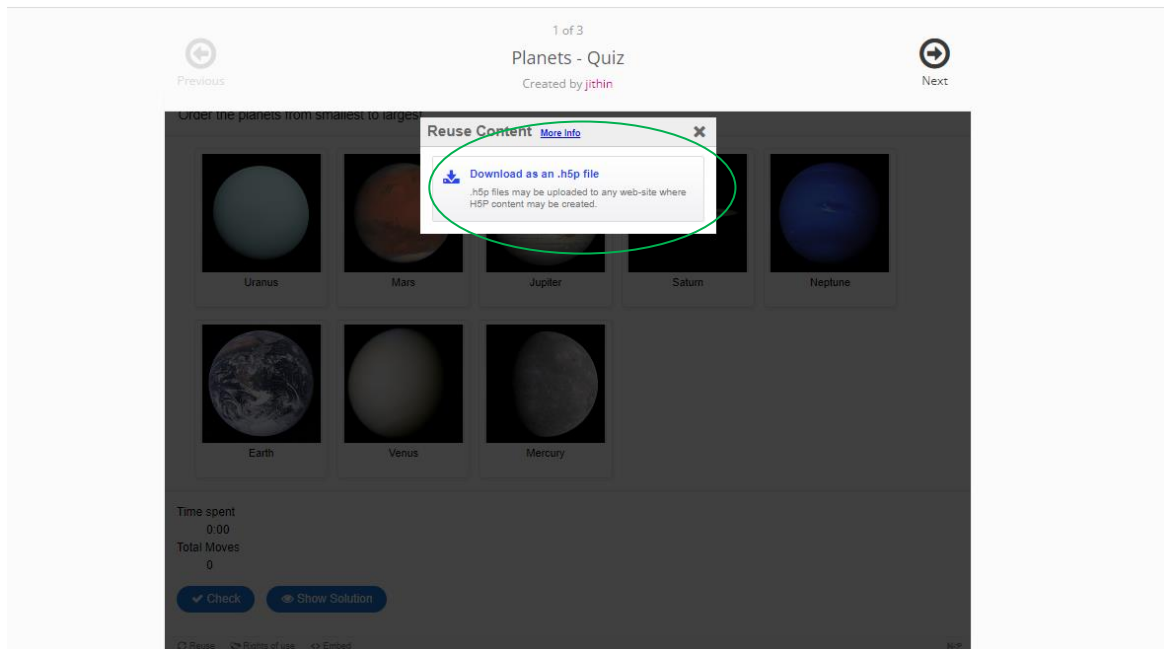 1 of 3
Planets - Quiz
Previous
Next
Created by jithin
Order the planets from smallest to largest
Reuse Content More Info
Download as an .h5p file
.h5p files may be uploaded to any web-site where
H5P content may be created.
Uranus Mars Jupiter Saturn Neptune
Earth Venus Mercury
Time spent
0:00
Total Moves
0
Check Show Solution
Reuse Rights of use Embed H5P